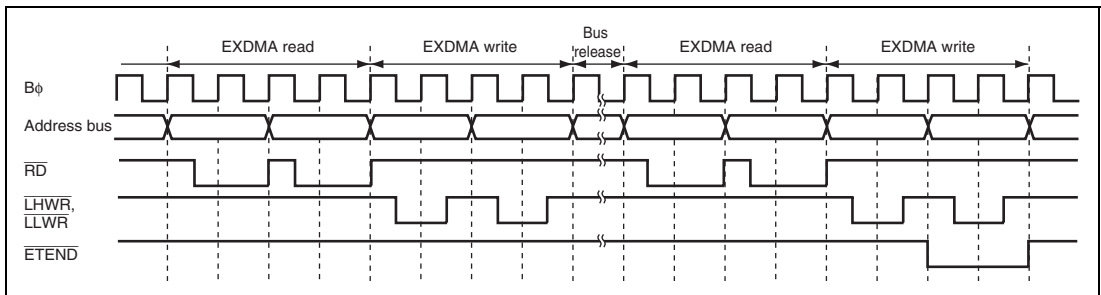 Bus
EXDMA read EXDMA write release EXDMA read EXDMA write
Bϕ
Address bus
RD
LHWR,
LLWR
ETEND